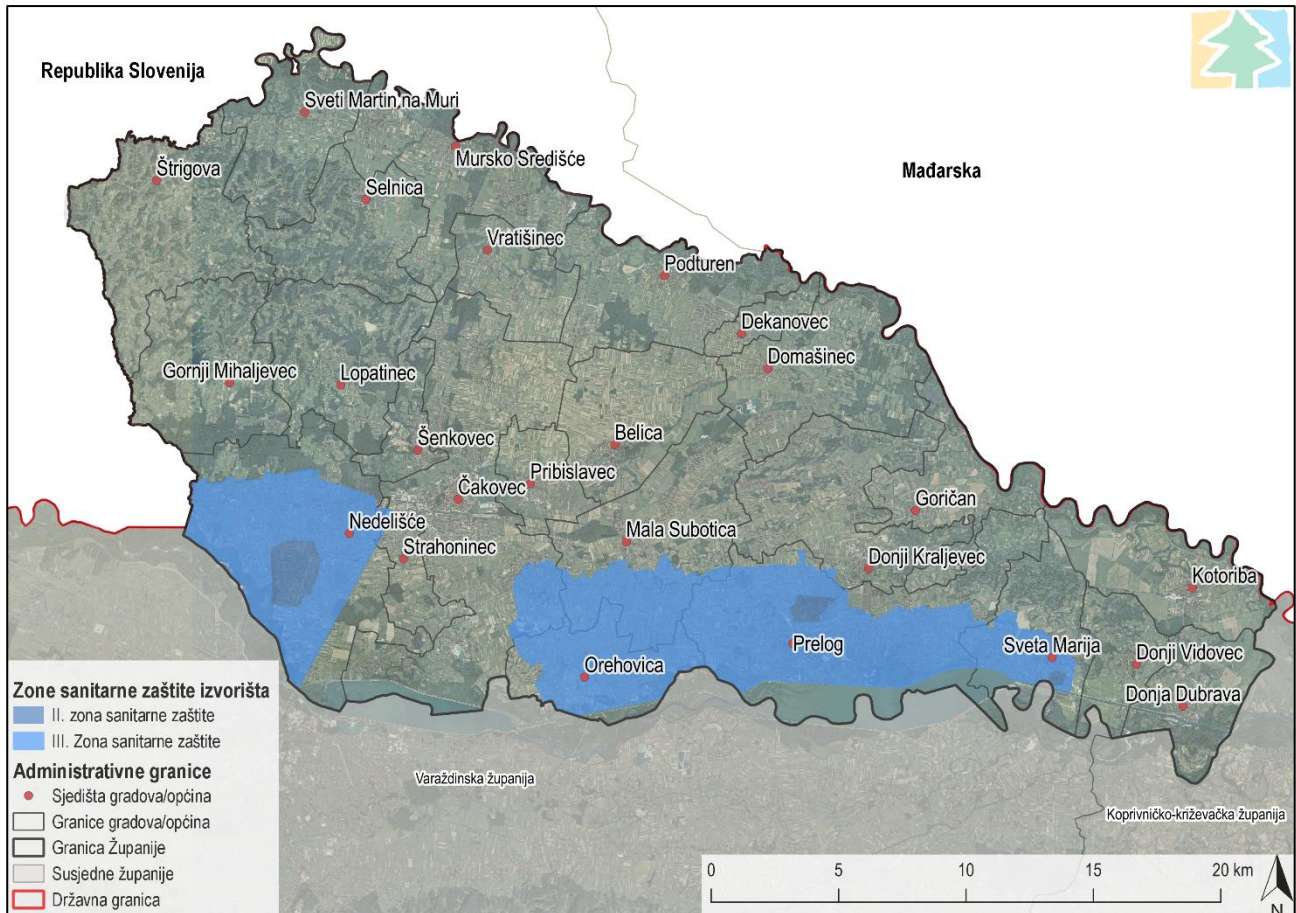 Republika Slovenija
Sveti Martin na Muri
Mursko Središće
Štrigova
Mađarska
Selnica
Vratišinec
Podturen
Dekanovec
Domašinec
Gornji Mihaljevec
Lopatinec
Šenkovec
Belica
Pribislavec
Čakovec
Goričan
Nedelišće
Mala Subotica
Strahoninec
Donji Kraljevec
Kotoriba
Prelog
Sveta Marija
Donji Vidovec
Orehovica
Donja Dubrava
Zone sanitarne zaštite izvorišta
II. zona sanitarne zaštite
III. Zona sanitarne zaštite
Administrativne granice
Sjedišta gradova/općina
Granice gradova/općina
Granica Županije
Susjedne županije
Državna granica
Varaždinska županija
Koprivničko-križevačka županija
0 5 10 15 20 km
N